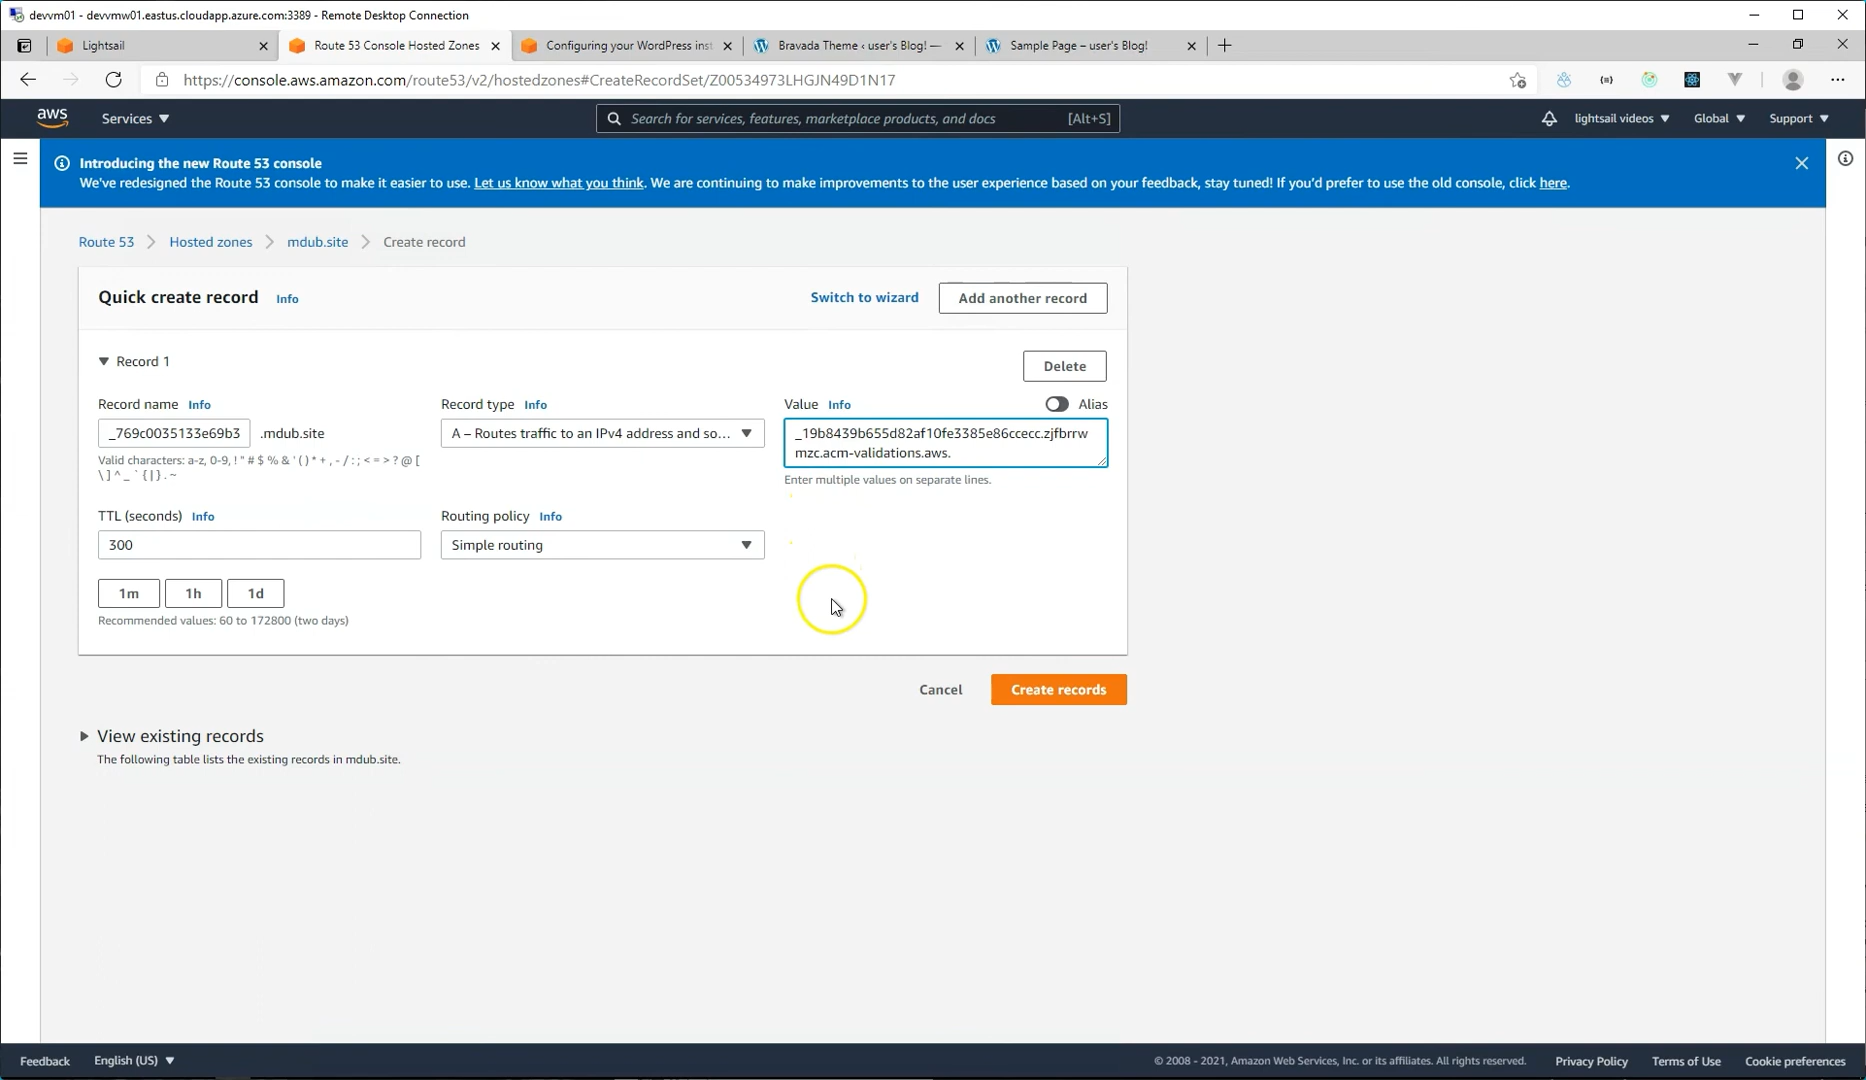 devvm01 - devvmw01.eastus.cloudapp.azure.com:3389 - Remote Desktop Connection
Lightsail
Route 53 Console Hosted Zones
Configuring your WordPress inst
Bravada Theme ‹ user's Blog! —
Sample Page – user's Blog!
https://console.aws.amazon.com/route53/v2/hostedzones#CreateRecordSet/Z00534973LHGJN49D1N17
aws
Services
Search for services, features, marketplace products, and docs
[Alt+S]
lightsail videos
Global
Support
Introducing the new Route 53 console
We've redesigned the Route 53 console to make it easier to use. Let us know what you think. We are continuing to make improvements to the user experience based on your feedback, stay tuned! If you'd prefer to use the old console, click here.
Route 53
Hosted zones
mdub.site
Create record
Quick create record
Info
Switch to wizard
Add another record
Record 1
Delete
Record name
Info
Record type
Info
Value
Info
Alias
_769c0035133e69b3
.mdub.site
A – Routes traffic to an IPv4 address and so...
_19b8439b655d82af10fe3385e86ccecc.zjfbrrw
mzc.acm-validations.aws.
Valid characters: a-z, 0-9, ! " # $ % & ' ( ) * + , - / : ; < = > ? @ [
\ ] ^ _ ` { | } . ~
Enter multiple values on separate lines.
TTL (seconds)
Info
Routing policy
Info
300
Simple routing
1m
1h
1d
Recommended values: 60 to 172800 (two days)
Cancel
Create records
View existing records
The following table lists the existing records in mdub.site.
Feedback
English (US)
© 2008 - 2021, Amazon Web Services, Inc. or its affiliates. All rights reserved.
Privacy Policy
Terms of Use
Cookie preferences